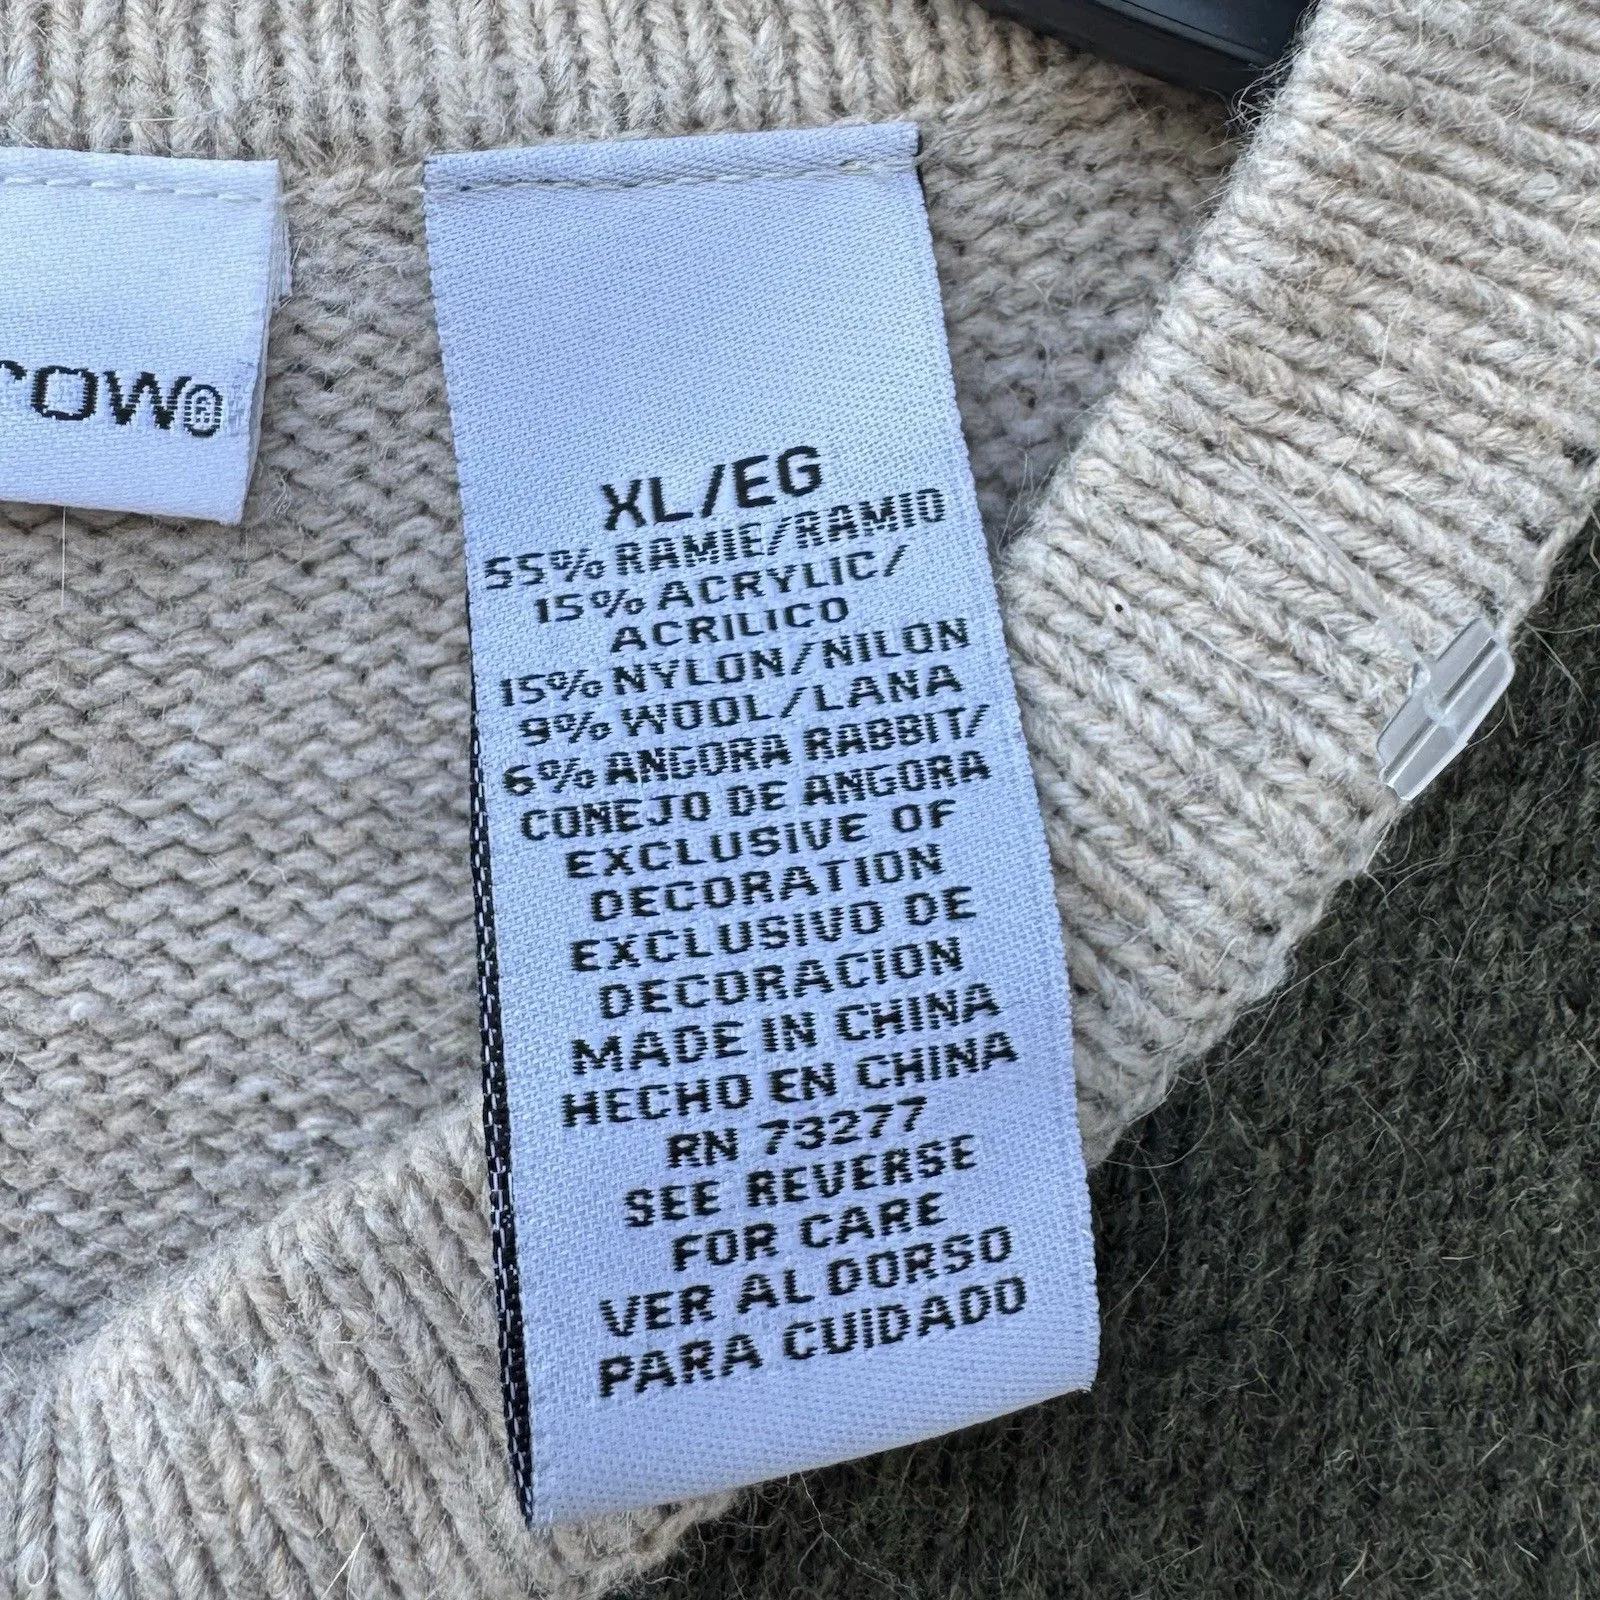 row®
XL/EG
55% RAMIE/RAMIO
15% ACRYLIC/
ACRILICO
15% NYLON/NILON
9% WOOL/LANA
6% ANGORA RABBIT/
CONEJO DE ANGORA
EXCLUSIVE OF
DECORATION
EXCLUSIVO DE
DECORACION
MADE IN CHINA
HECHO EN CHINA
RN 73277
SEE REVERSE
FOR CARE
VER AL DORSO
PARA CUIDADO